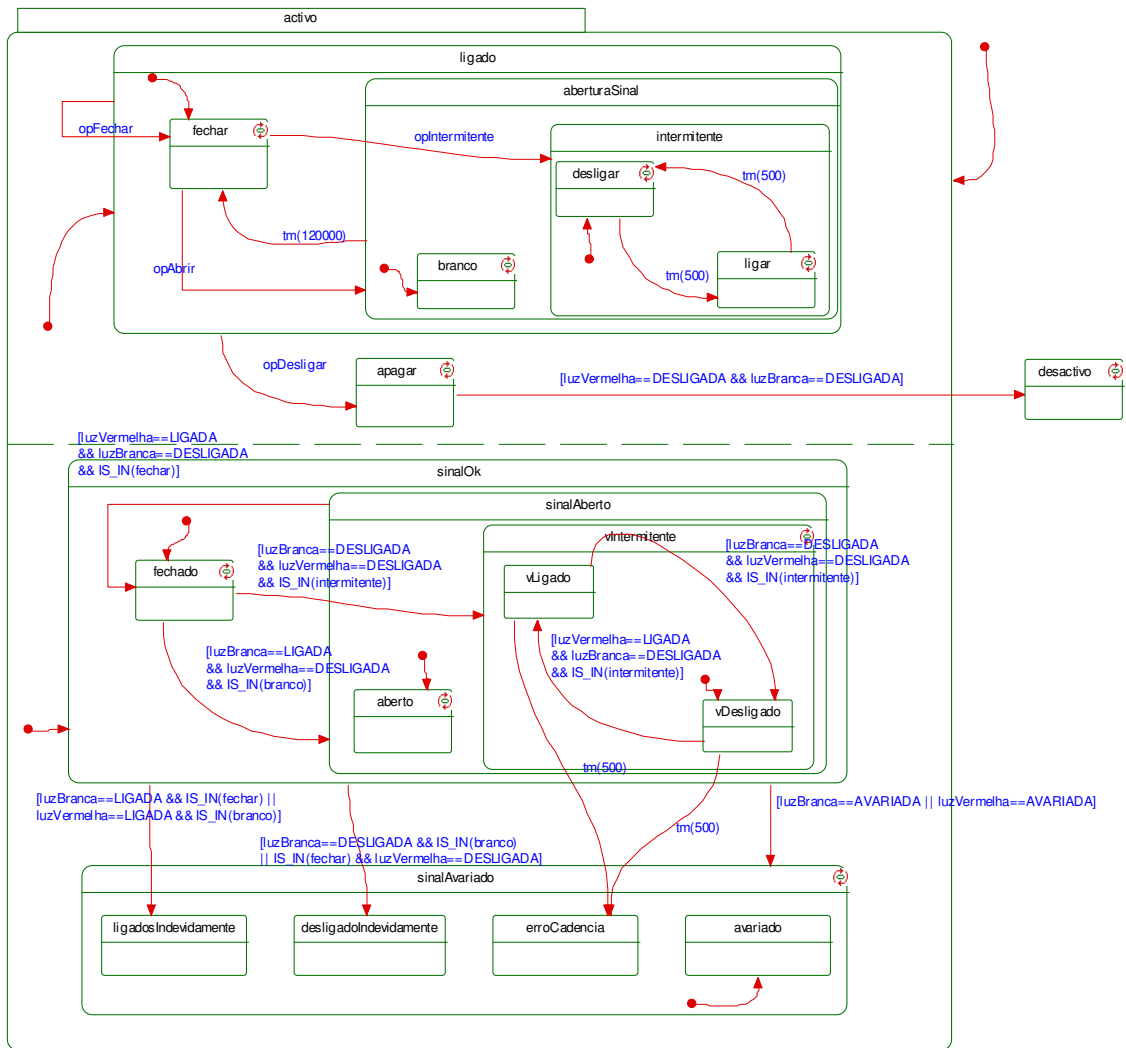 activo
ligado
aberturaSinal
opFechar
fechar
opIntermitente
intermitente
desligar
tm(500)
tm(120000)
opAbrir
branco
tm(500)
ligar
opDesligar
apagar
[luzVermelha==DESLIGADA && luzBranca==DESLIGADA]
desactivo
[luzVermelha==LIGADA
&& luzBranca==DESLIGADA
&& IS_IN(fechar)]
sinalOk
sinalAberto
vIntermitente
[luzBranca==DESLIGADA
&& luzVermelha==DESLIGADA
&& IS_IN(intermitente)]
[luzBranca==DESLIGADA
&& luzVermelha==DESLIGADA
&& IS_IN(intermitente)]
fechado
vLigado
[luzBranca==LIGADA
&& luzVermelha==DESLIGADA
&& IS_IN(branco)]
[luzVermelha==LIGADA
&& luzBranca==DESLIGADA
&& IS_IN(intermitente)]
aberto
vDesligado
tm(500)
[luzBranca==LIGADA && IS_IN(fechar) ||
luzVermelha==LIGADA && IS_IN(branco)]
[luzBranca==AVARIADA || luzVermelha==AVARIADA]
[luzBranca==DESLIGADA && IS_IN(branco)
|| IS_IN(fechar) && luzVermelha==DESLIGADA]
tm(500)
sinalAvariado
ligadosIndevidamente
desligadoIndevidamente
erroCadencia
avariado